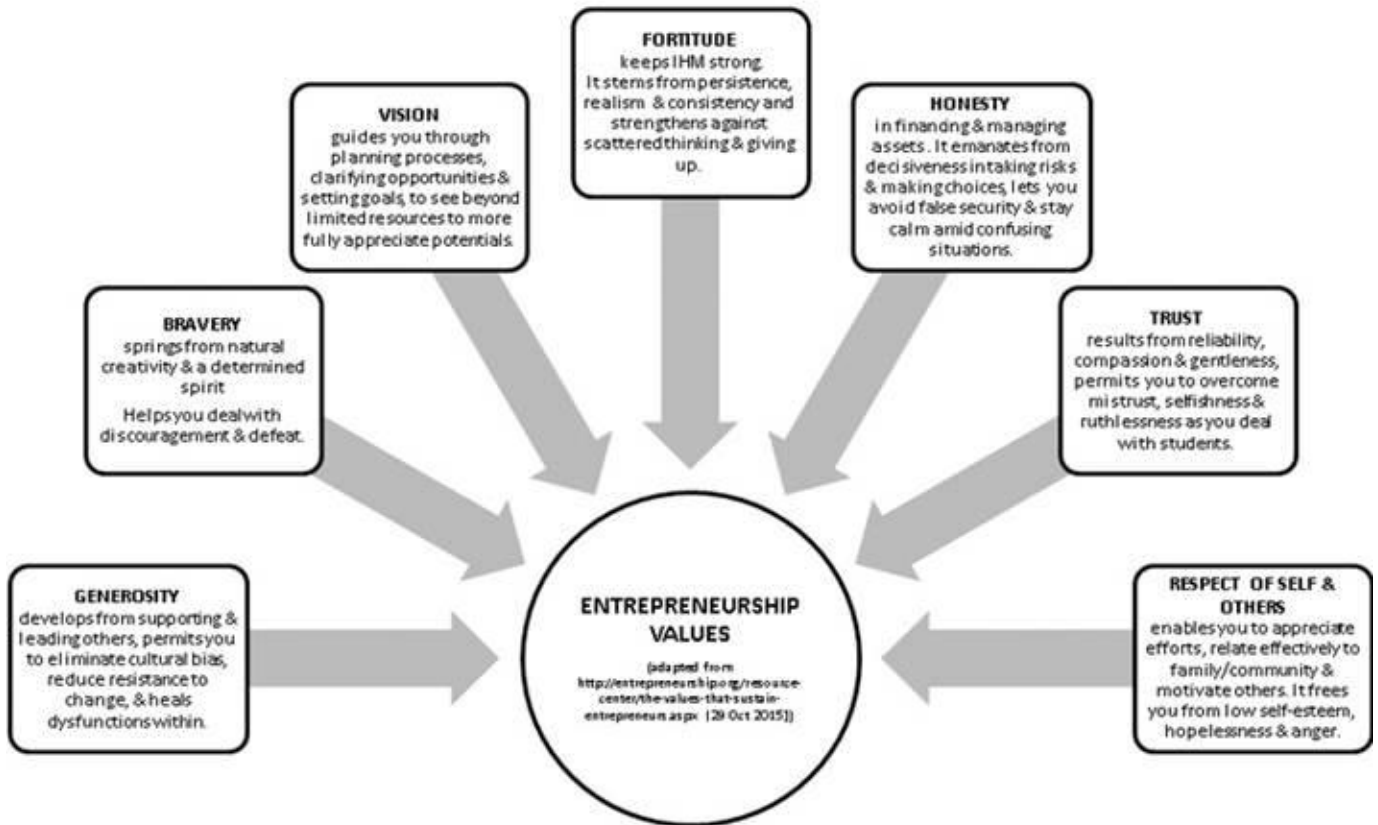 FORTITUDE
keeps IHM strong.
It stems from persistence,
realism & consistency and
strengthens against
scattered thinking & giving
up.
VISION
guides you through
planning processes,
clarifying opportunities &
setting goals, to see beyond
limited resources to more
fully appreciate potentials.
HONESTY
in financing & managing
assets. It emanates from
decisiveness in taking risks
& making choices, lets you
avoid false security & stay
calm amid confusing
situations.
BRAVERY
springs from natural
creativity & a determined
spirit
Helps you deal with
discouragement & defeat.
TRUST
results from reliability,
compassion & gentleness,
permits you to overcome
mistrust, selfishness &
ruthlessness as you deal
with students.
GENEROSITY
develops from supporting &
leading others, permits you
to eliminate cultural bias,
reduce resistance to
change, & heals
dysfunctions within.
ENTREPRENEURSHIP
VALUES
(adapted from
http://entrepreneurship.org/resource-
center/the-values-that-sustain-
entrepreneurs.aspx [29 Oct 2015])
RESPECT OF SELF &
OTHERS
enables you to appreciate
efforts, relate effectively to
family/community &
motivate others. It frees
you from low self-esteem,
hopelessness & anger.